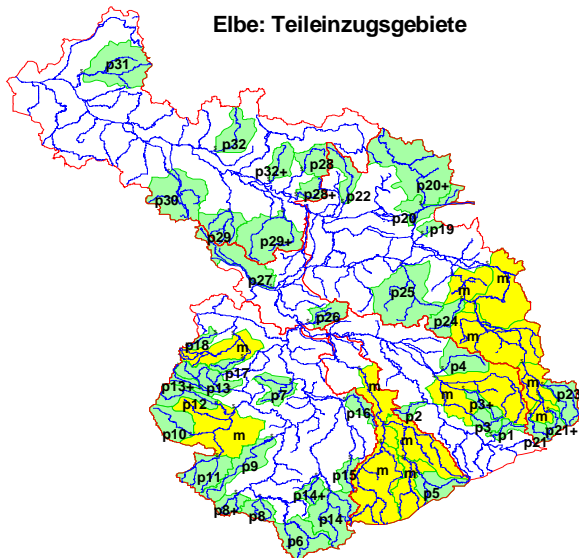 Elbe: Teileinzugsgebiete
p31
p32
p32+
p28
p28+
p22
p20+
p20
p19
p30
p29
p29+
p27
p25
m
m
p24
m
p26
p18
m
p17
p13+
p13
p7
p4
m
p12
p10
m
p16
p2
m
m
p3+
p3
p1
m
m
p23
p21+
p21
p11
p9
p15
m
m
m
p5
p8+
p8
p14+
p14
p6